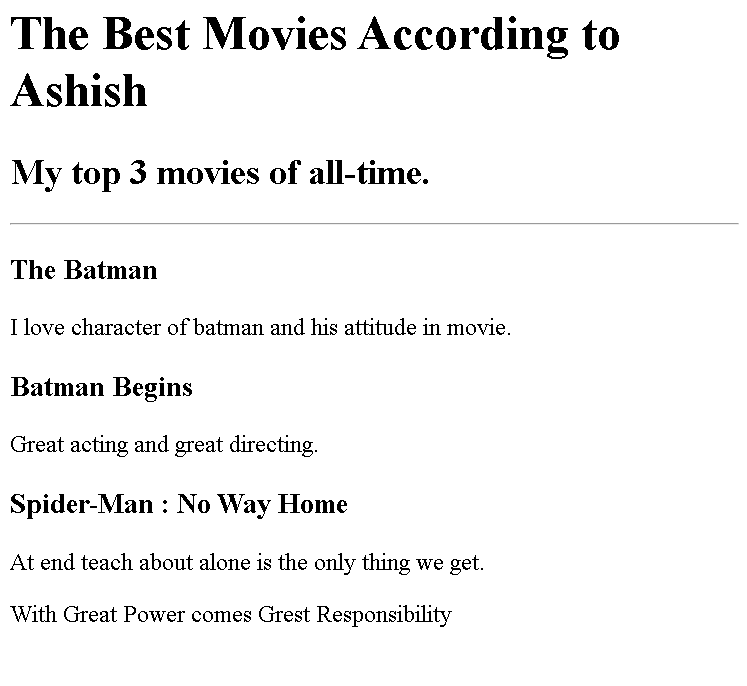 The Best Movies According to
Ashish
My top 3 movies of all-time.
The Batman
I love character of batman and his attitude in movie.
Batman Begins
Great acting and great directing.
Spider-Man : No Way Home
At end teach about alone is the only thing we get.
With Great Power comes Grest Responsibility